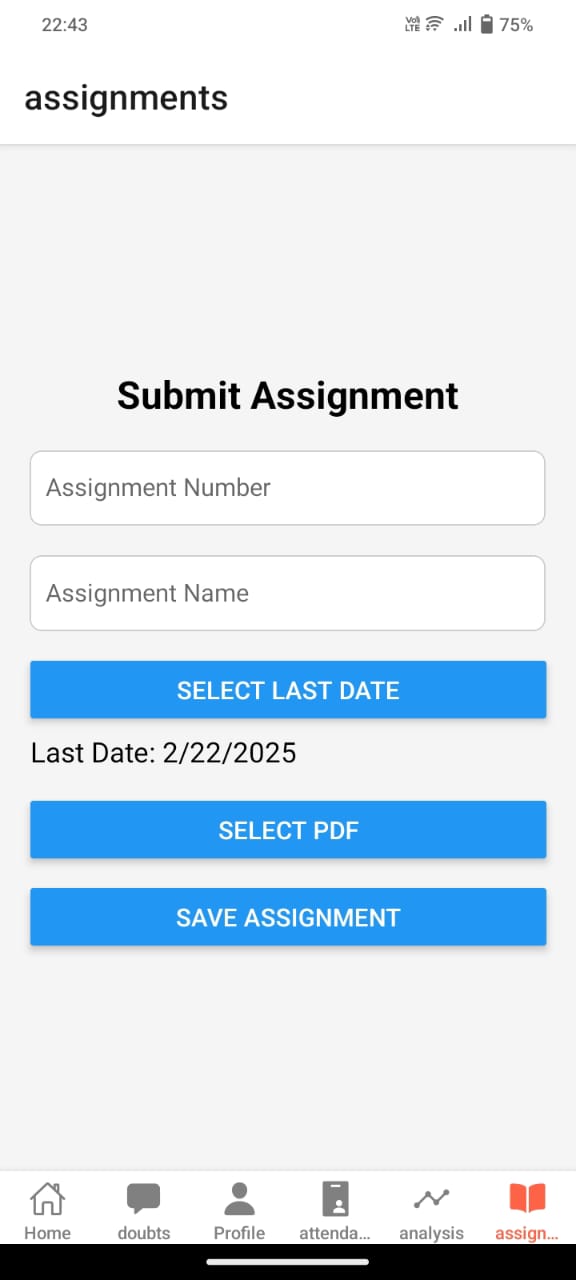 22:43
Vo) LTE 75%
assignments
Submit Assignment
Assignment Number
Assignment Name
SELECT LAST DATE
Last Date: 2/22/2025
SELECT PDF
SAVE ASSIGNMENT
Home doubts Profile attenda... analysis assign...